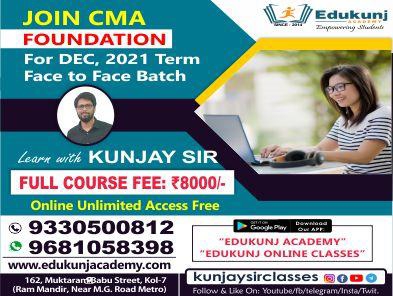 JOIN CMA
FOUNDATION
For DEC, 2021 Term
Face to Face Batch
Edukunj
ACADEMY
SINCE - 2014
Empowering Students
Learn with KUNJAY SIR
FULL COURSE FEE: ₹8000/-
Online Unlimited Access Free
9330500812
9681058398
www.edukunjacademy.com
162, Muktaram Babu Street, Kol-7
(Ram Mandir, Near M.G. Road Metro)
GET IT ON
Google Play
Download
Our APP:
"EDUKUNJ ACADEMY"
"EDUKUNJ ONLINE CLASSES"
kunjaysirclasses
Follow & Like On: Youtube/fb/telegram/Insta/Twit.